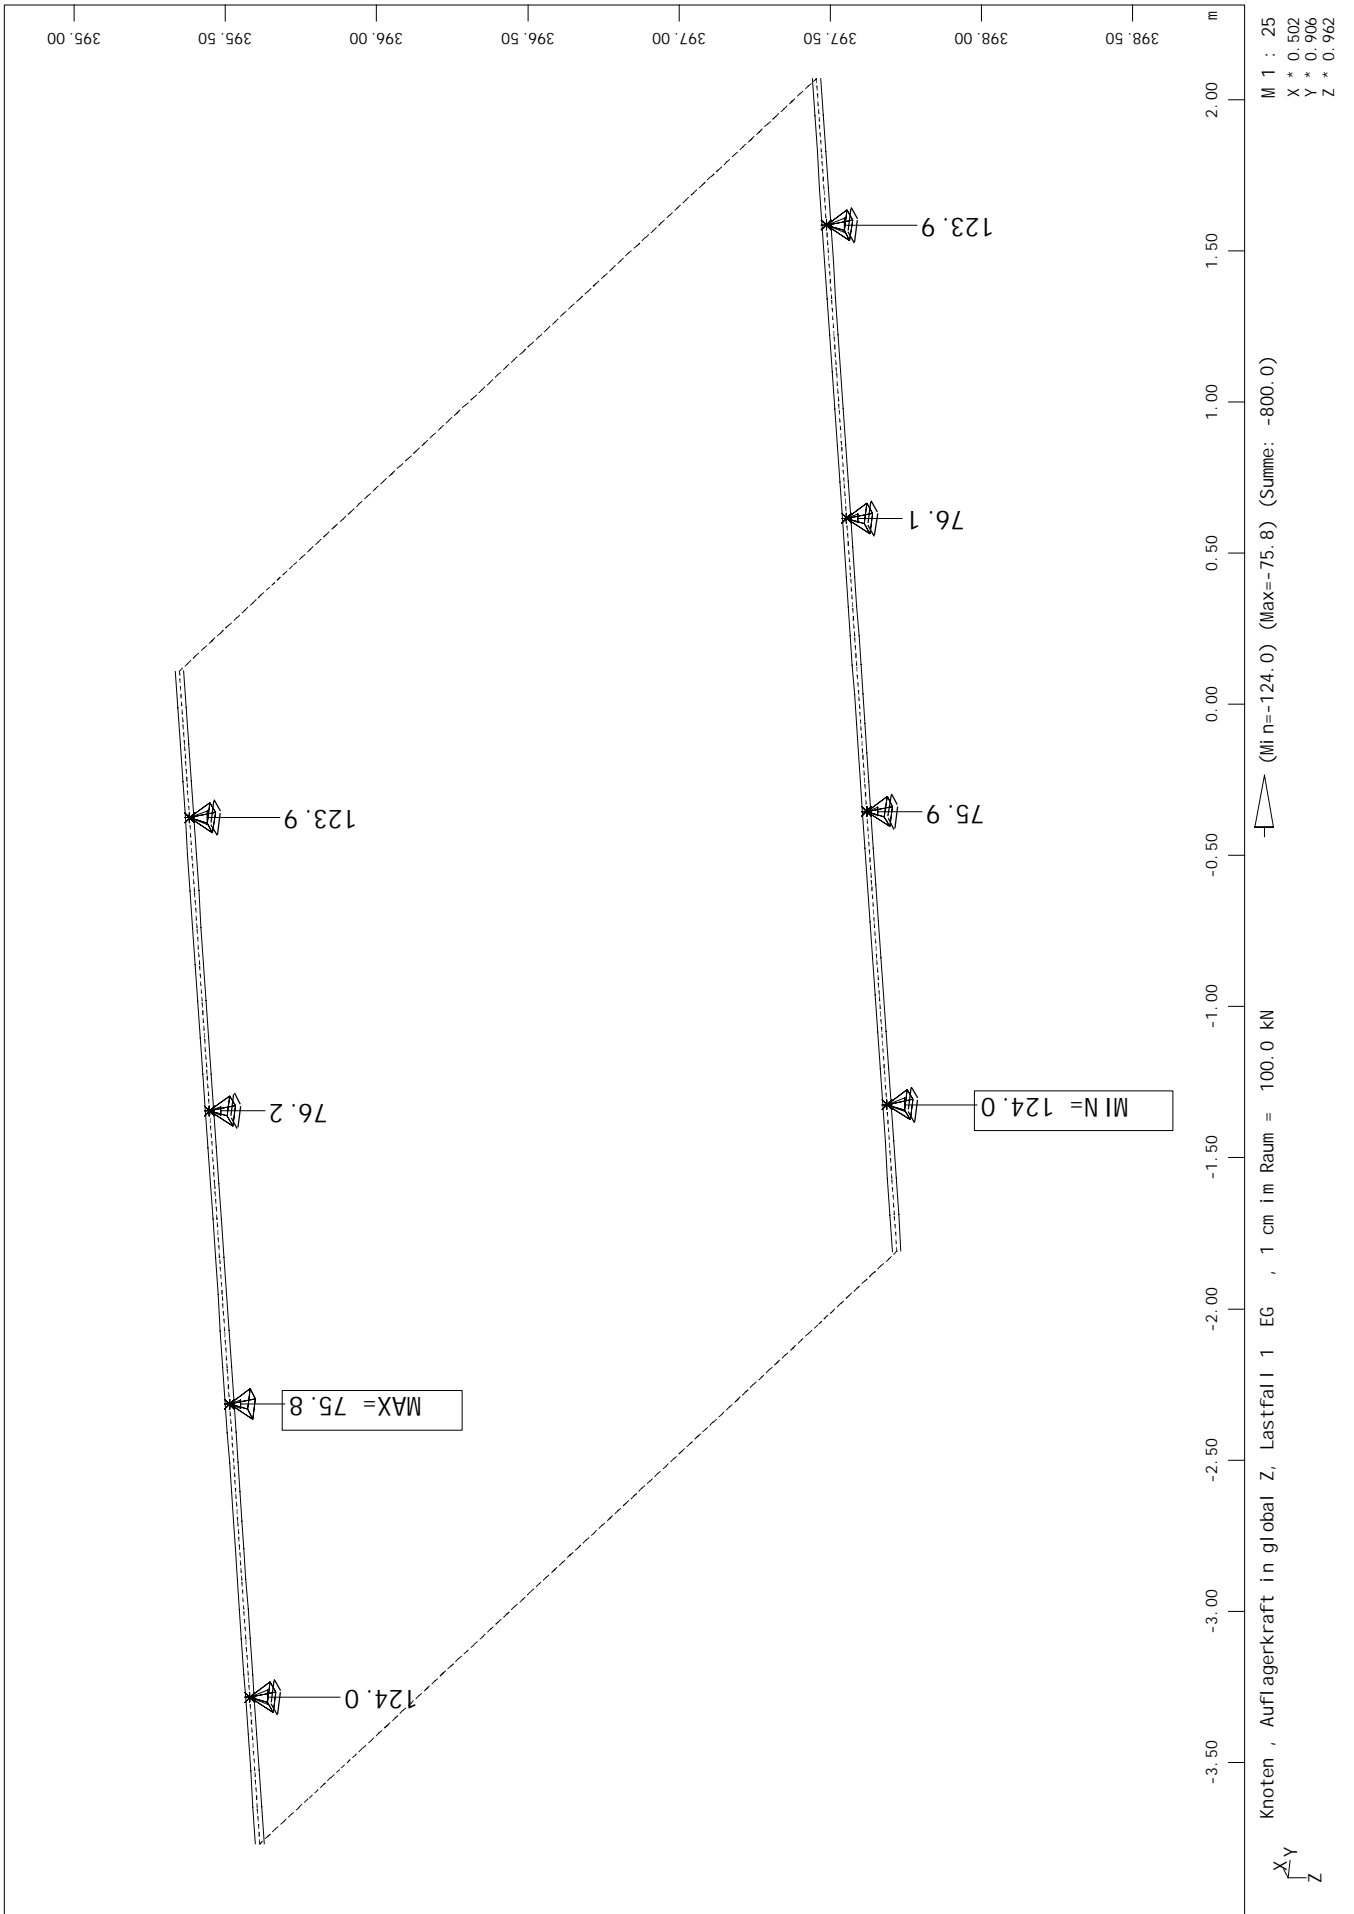 395.00
395.50
396.00
396.50
397.00
397.50
398.00
398.50
m
2.00
1.50
1.00
0.50
0.00
-0.50
-1.00
-1.50
-2.00
-2.50
-3.00
-3.50
123.9
76.1
75.9
MIN= 124.0
123.9
76.2
MAX= 75.8
124.0
Knoten , Auflagerkraft in global Z, Lastfall 1 EG , 1 cm im Raum = 100.0 kN (Min=-124.0) (Max=-75.8) (Summe: -800.0)
M 1 : 25
X * 0.502
Y * 0.906
Z * 0.962
X
Y
Z